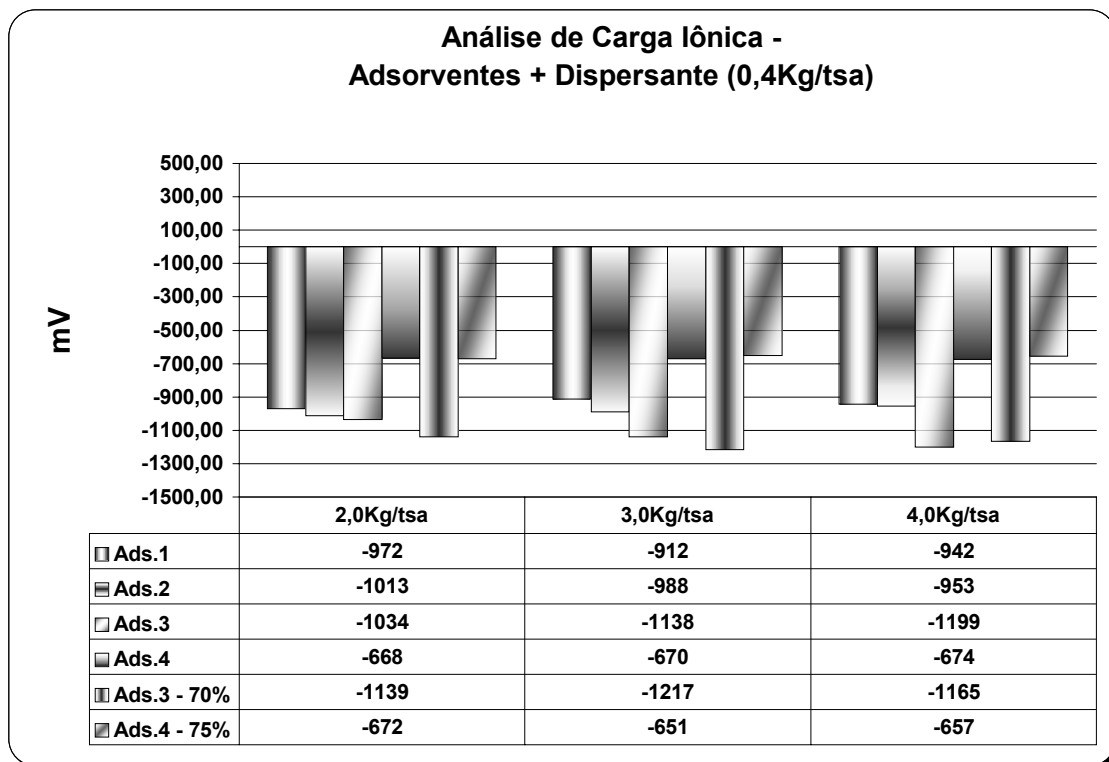 Análise de Carga Iônica -
Adsorventes + Dispersante (0,4Kg/tsa)
mV
500,00
300,00
100,00
-100,00
-300,00
-500,00
-700,00
-900,00
-1100,00
-1300,00
-1500,00
2,0Kg/tsa 3,0Kg/tsa 4,0Kg/tsa
Ads.1 -972 -912 -942
Ads.2 -1013 -988 -953
Ads.3 -1034 -1138 -1199
Ads.4 -668 -670 -674
Ads.3 - 70% -1139 -1217 -1165
Ads.4 - 75% -672 -651 -657